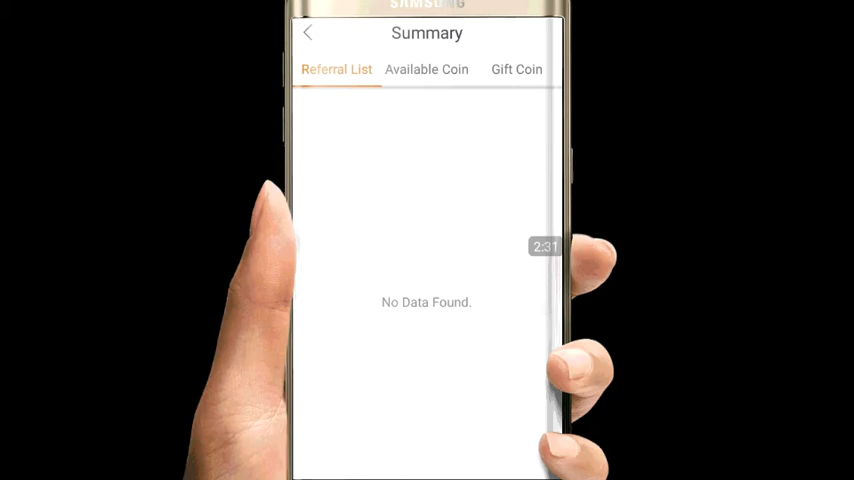 SAMSUNG
Summary
Referral List Available Coin Gift Coin
2:31
No Data Found.